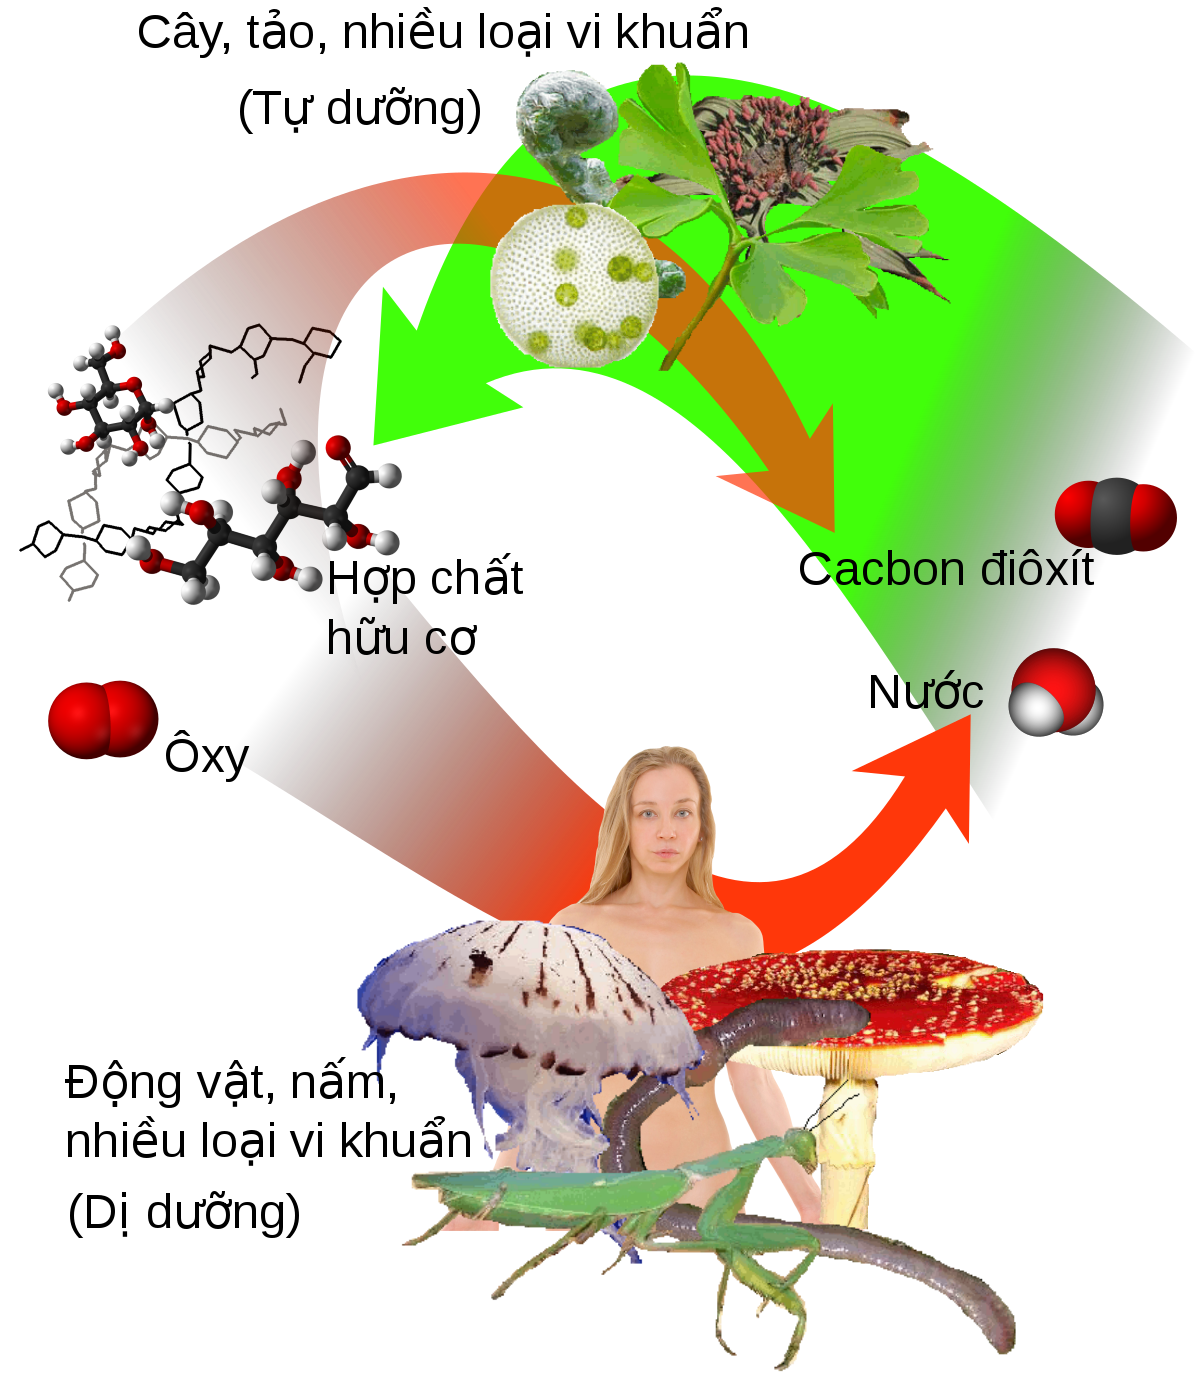 Cây, tảo, nhiều loại vi khuẩn
(Tự dưỡng)
Hợp chất
hữu cơ
Cacbon điôxít
Nước
Ôxy
Động vật, nấm,
nhiều loại vi khuẩn
(Dị dưỡng)